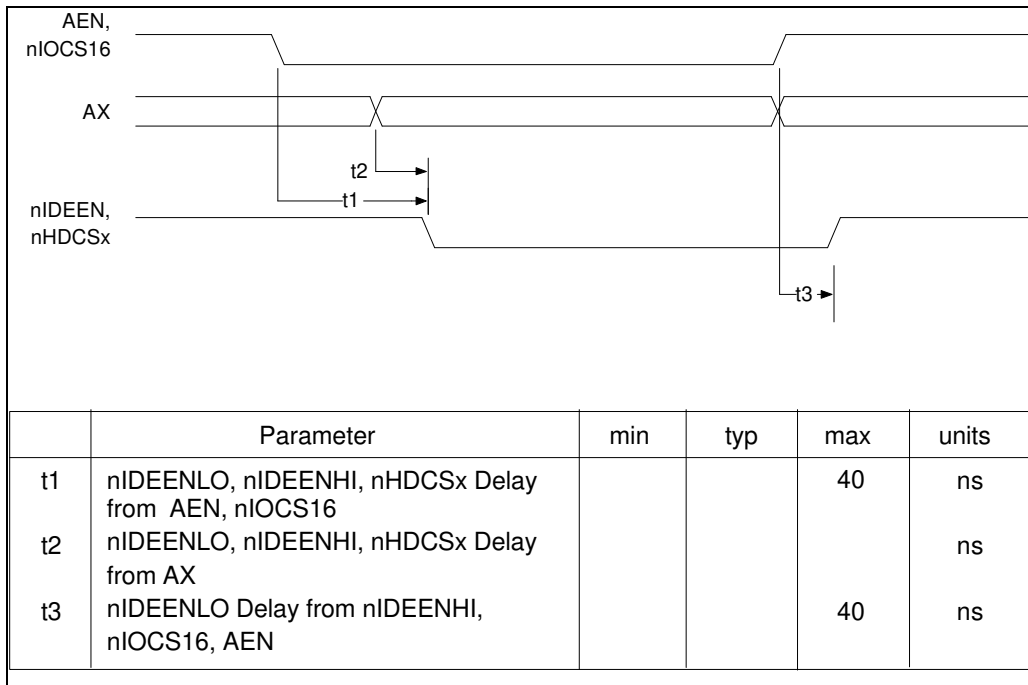 AEN,
nIOCS16
AX
t2
t1
nIDEEN,
nHDCSx
t3
Parameter min typ max units
t1 nIDEENLO, nIDEENHI, nHDCSx Delay 40 ns
from AEN, nIOCS16
t2 nIDEENLO, nIDEENHI, nHDCSx Delay ns
from AX
t3 nIDEENLO Delay from nIDEENHI, 40 ns
nIOCS16, AEN